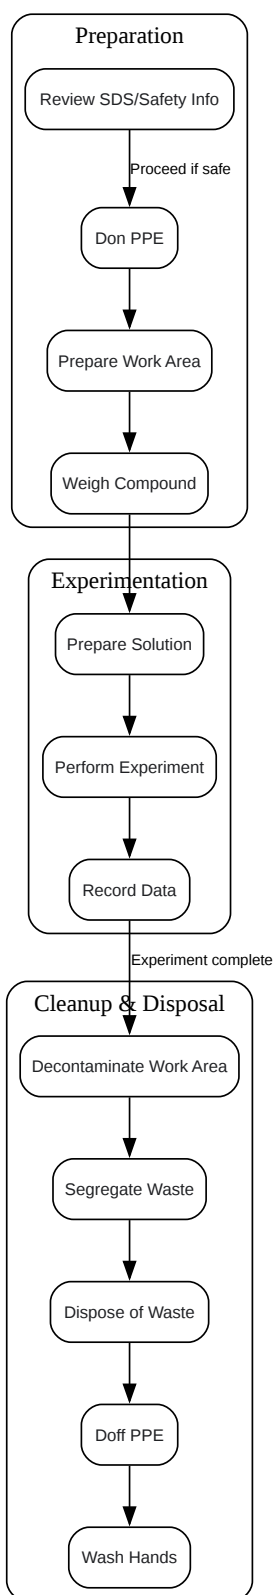 Preparation
Review SDS/Safety Info
Proceed if safe
Don PPE
Prepare Work Area
Weigh Compound
Experimentation
Prepare Solution
Perform Experiment
Record Data
Experiment complete
Cleanup & Disposal
Decontaminate Work Area
Segregate Waste
Dispose of Waste
Doff PPE
Wash Hands